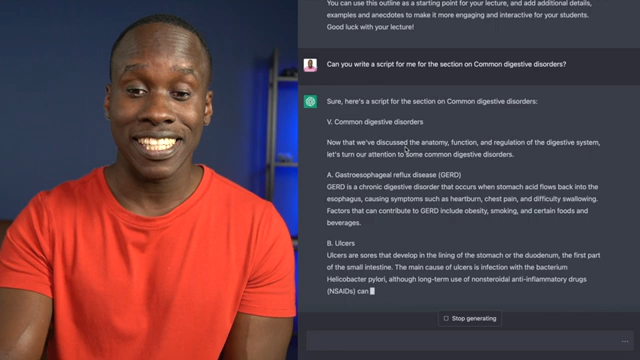 You can use this outline as a starting point for your lecture, and add additional details,
examples and anecdotes to make it more engaging and interactive for your students.
Good luck with your lecture!
Can you write a script for me for the section on Common digestive disorders?
Sure, here's a script for the section on Common digestive disorders:
V. Common digestive disorders
Now that we've discussed the anatomy, function, and regulation of the digestive system,
let's turn our attention to some common digestive disorders.
A. Gastroesophageal reflux disease (GERD)
GERD is a chronic digestive disorder that occurs when stomach acid flows back into the
esophagus, causing symptoms such as heartburn, chest pain, and difficulty swallowing.
Factors that can contribute to GERD include obesity, smoking, and certain foods and
beverages.
B. Ulcers
Ulcers are sores that develop in the lining of the stomach or the duodenum, the first part
of the small intestine. The main cause of ulcers is infection with the bacterium
Helicobacter pylori, although long-term use of nonsteroidal anti-inflammatory drugs
(NSAIDs) can
Stop generating